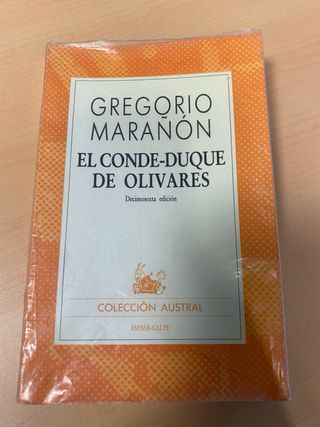 GREGORIO
MARAÑÓN
EL CONDE-DUQUE
DE OLIVARES
Decimosexta edición
COLECCIÓN AUSTRAL
ESPASA-CALPE